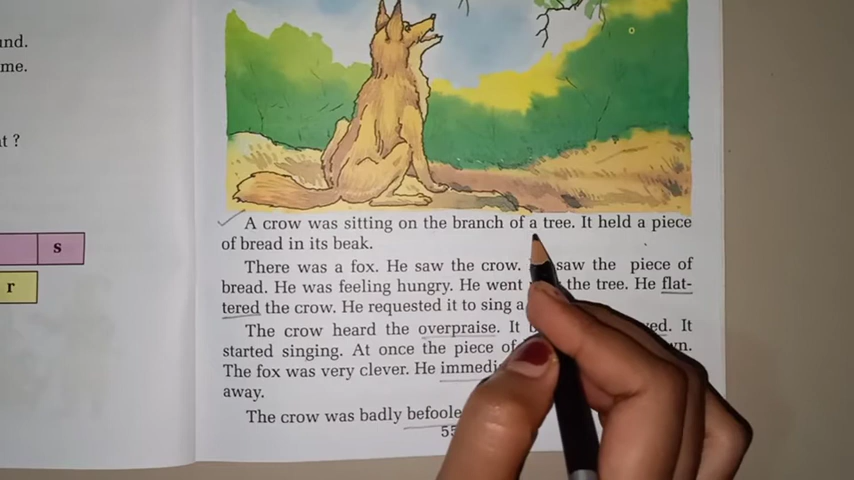 und.
me.
t ?
s
r
A crow was sitting on the branch of a tree. It held a piece
of bread in its beak.
There was a fox. He saw the crow. saw the piece of
bread. He was feeling hungry. He went the tree. He flat-
tered the crow. He requested it to sing a
The crow heard the overpraise. It ed. It
started singing. At once the piece of wn.
The fox was very clever. He immedi
away.
The crow was badly befoole
55